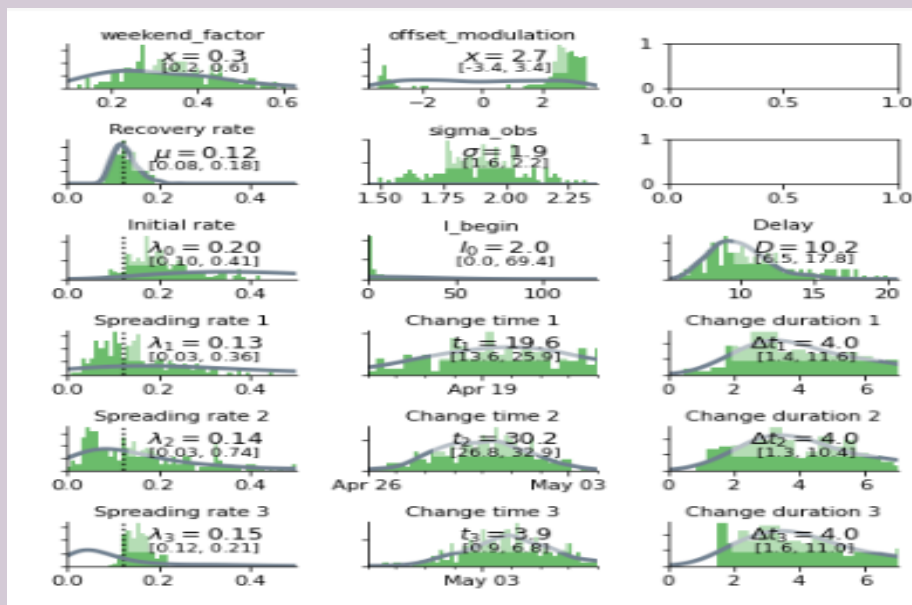 weekend_factor
x = 0.3
[0.2, 0.6]
0.2 0.4 0.6
offset_modulation
x = 2.7
[-3.4, 3.4]
−2 0 2
1
0
0.0 0.5 1.0
Recovery rate
μ = 0.12
[0.08, 0.18]
0.0 0.2 0.4
sigma_obs
σ = 1.9
[1.6, 2.2]
1.50 1.75 2.00 2.25
1
0
0.0 0.5 1.0
Initial rate
λ0 = 0.20
[0.10, 0.41]
0.0 0.2 0.4
I_begin
I0 = 2.0
[0.0, 69.4]
0 50 100
Delay
D = 10.2
[6.5, 17.8]
10 15 20
Spreading rate 1
λ1 = 0.13
[0.03, 0.36]
0.0 0.2 0.4
Change time 1
t1 = 19.6
[13.6, 25.9]
Apr 19
Change duration 1
Δt1 = 4.0
[1.4, 11.6]
0 2 4 6
Spreading rate 2
λ2 = 0.14
[0.03, 0.74]
0.0 0.2 0.4
Change time 2
t2 = 30.2
[26.8, 32.9]
Apr 26 May 03
Change duration 2
Δt2 = 4.0
[1.3, 10.4]
0 2 4 6
Spreading rate 3
λ3 = 0.15
[0.12, 0.21]
0.0 0.2 0.4
Change time 3
t3 = 3.9
[0.9, 6.8]
May 03
Change duration 3
Δt3 = 4.0
[1.6, 11.0]
0 2 4 6